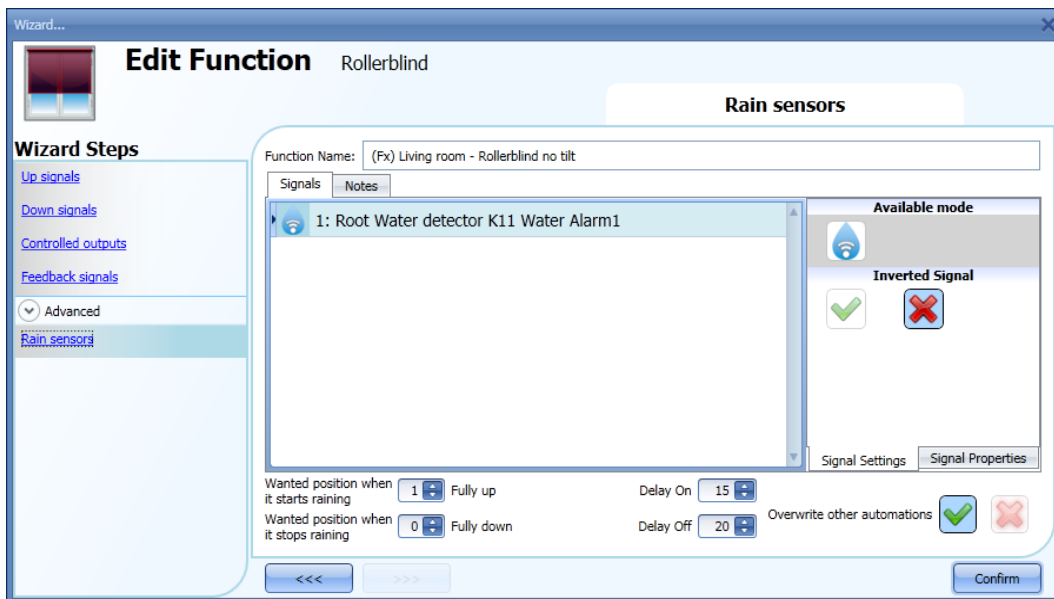 Wizard...
Edit Function Rollerblind
Rain sensors
Wizard Steps
Up signals
Down signals
Controlled outputs
Feedback signals
Advanced
Rain sensors
Function Name: (Fx) Living room - Rollerblind no tilt
Signals Notes
1: Root Water detector K11 Water Alarm1
Available mode
Inverted Signal
Signal Settings Signal Properties
Wanted position when
it starts raining
1 Fully up
Delay On 15
Wanted position when
it stops raining
0 Fully down
Delay Off 20
Overwrite other automations
<<< >>> Confirm